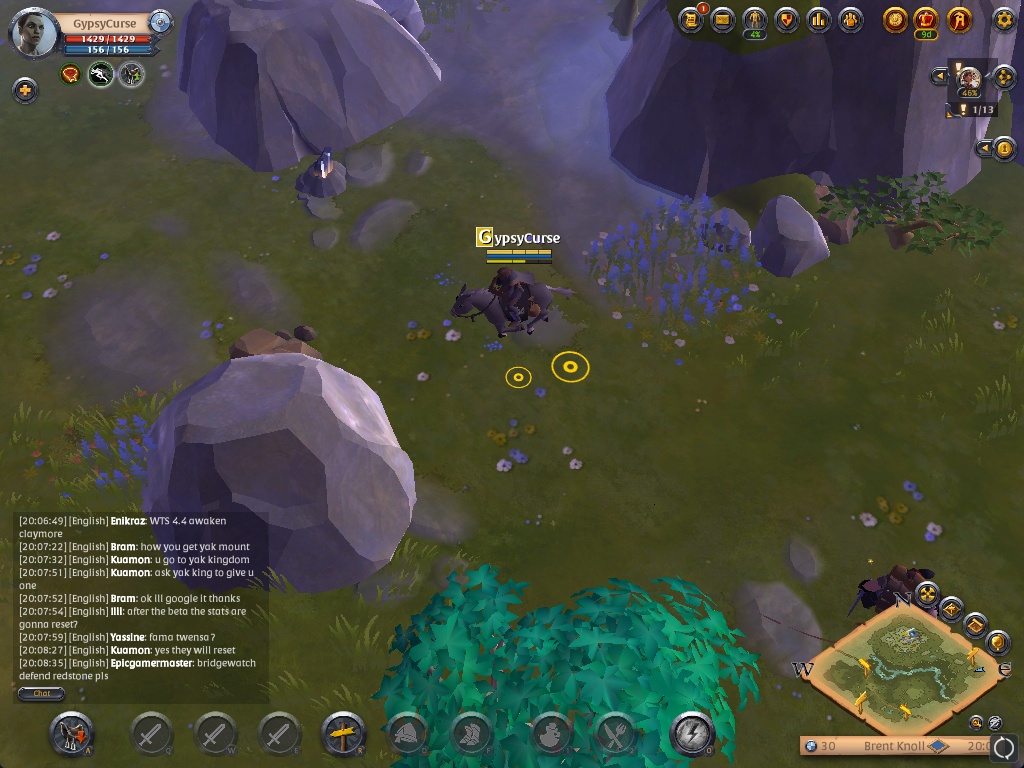 GypsyCurse
1429 / 1429
156 / 156
1
4%
9d
46%
1/13
GypsyCurse
[20:06:49] [English] Enikraz: WTS 4.4 awaken
claymore
[20:07:22] [English] Bram: how you get yak mount
[20:07:32] [English] Kuamon: u go to yak kingdom
[20:07:51] [English] Kuamon: ask yak king to give u
one
[20:07:52] [English] Bram: ok ill google it thanks
[20:07:54] [English] Illi: after the beta the stats are
gonna reset?
[20:07:59] [English] Yassine: fama twensa?
[20:08:27] [English] Kuamon: yes they will reset
[20:08:35] [English] Epicgamermaster: bridgewatch
defend redstone pls
Chat
N
W
E
A
Q
W
E
R
D
F
30 Brent Knoll 20:0